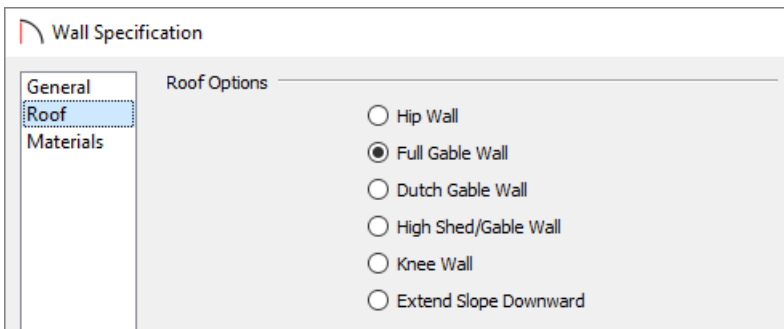 Wall Specification
General
Roof
Materials
Roof Options
Hip Wall
Full Gable Wall
Dutch Gable Wall
High Shed/Gable Wall
Knee Wall
Extend Slope Downward